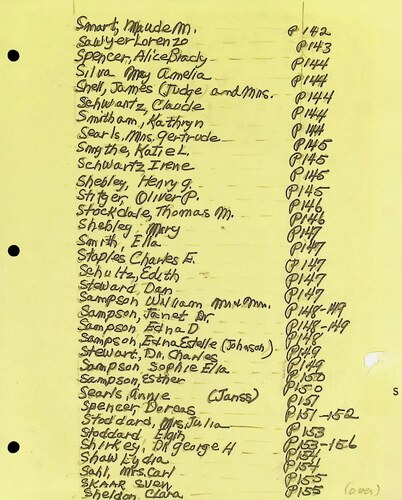 Smart, Maude M. P142
Sawyer Lorenzo P143
Spencer, Alice Brady P144
Silva May Amelia P144
Shell, James (Judge and Mrs. P144
Schwartz, Claude P144
Smitham, Kathryn P144
Searls, Mrs. Gertrude P145
Smythe, Katie L. P145
Schwartz Irene P145
Shebley, Henry G. P145
Stitzer, Oliver P. P146
Stockdale, Thomas M. P146
Shebley Mary P147
Smith, Ella P147
Staples Charles E. P147
Schultz, Edith P147
Steward Dan P147
Sampson William Mr & Mrs. P148-149
Sampson, Janet Dr. P148-149
Sampson Edna D P148
Sampson, Edna Estelle (Johnson) P149
Stewart, Dr. Charles P149
Sampson Sophie Ella P150
Sampson, Esther P150
Searls, Annie (Janss) P151
Spencer Dorcas P151-152
Stoddard, Mrs. Julia P153
Stoddard Elgin P153-156
Shirkey, Dr. George H P154
Shaw Lydia P154
Sahl, Mrs. Carl P155
SKAAR SVEN P155
Sheldon Clara
(over)
S